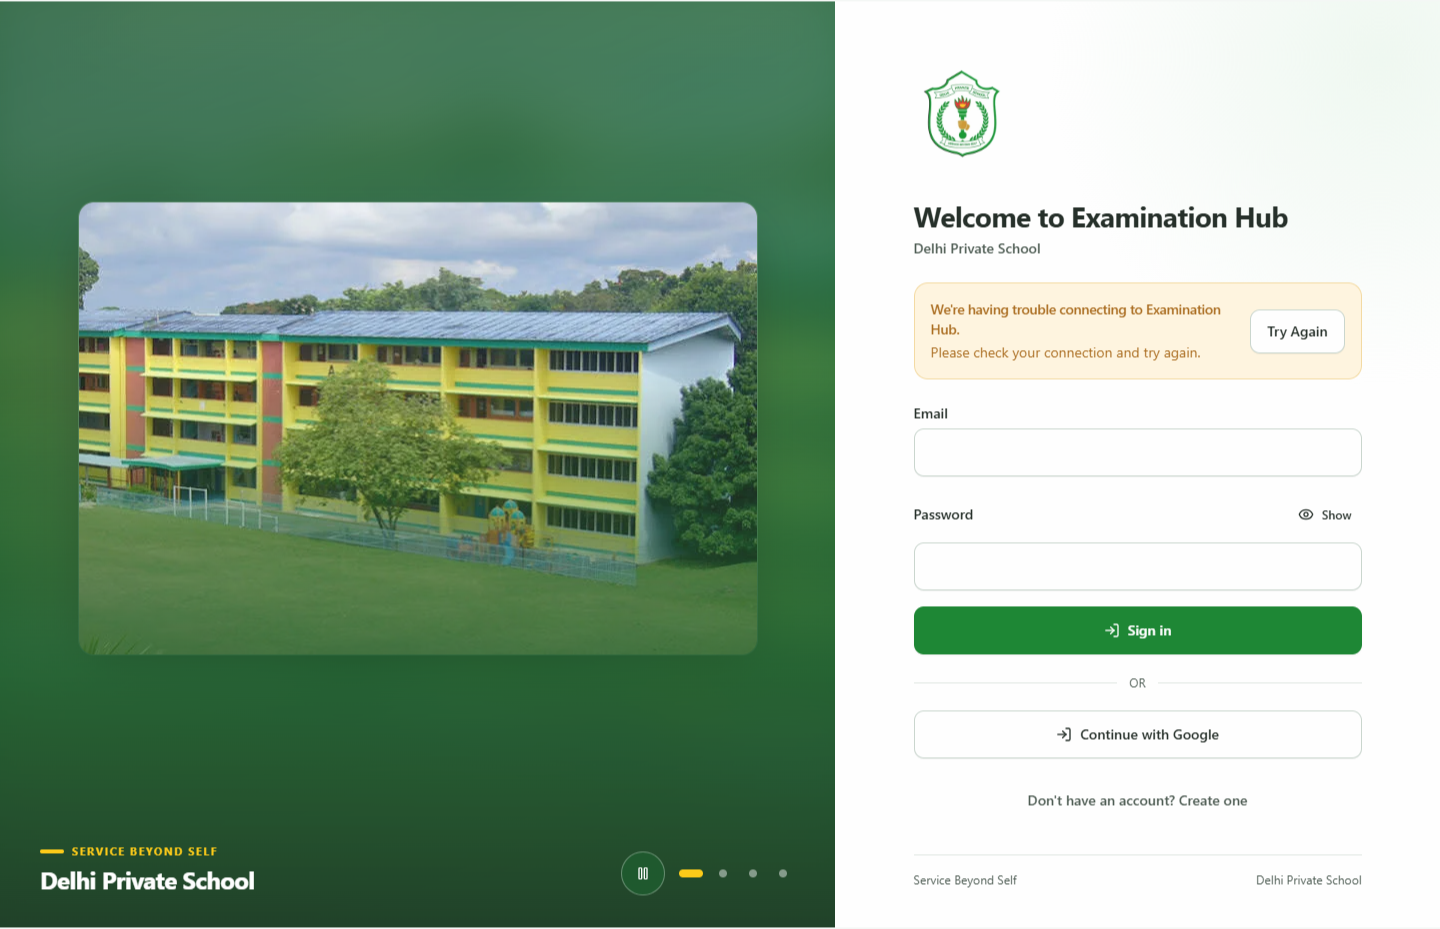 SERVICE BEYOND SELF
Delhi Private School
Welcome to Examination Hub
Delhi Private School
We're having trouble connecting to Examination
Hub.
Please check your connection and try again.
Try Again
Email
Password
Show
Sign in
OR
Continue with Google
Don't have an account? Create one
Service Beyond Self
Delhi Private School